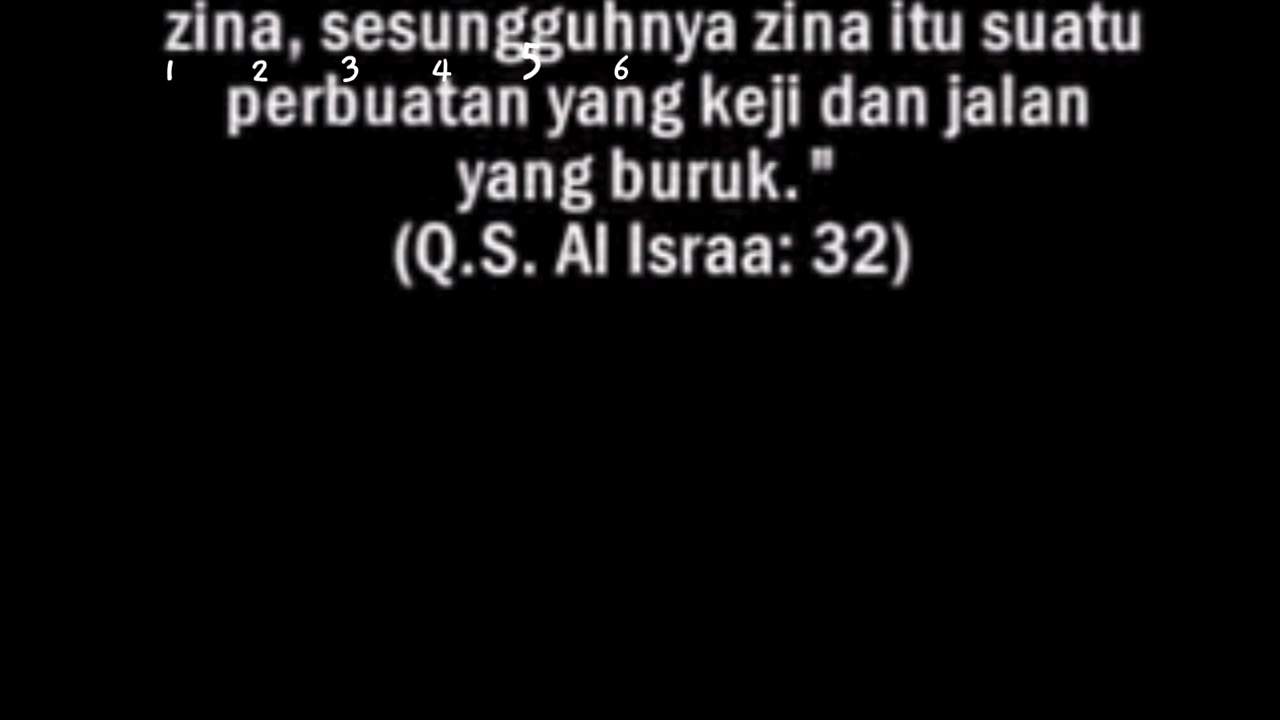 zina, sesungguhnya zina itu suatu
1 2 3 4 5 6
perbuatan yang keji dan jalan
yang buruk."
(Q.S. Al Israa: 32)